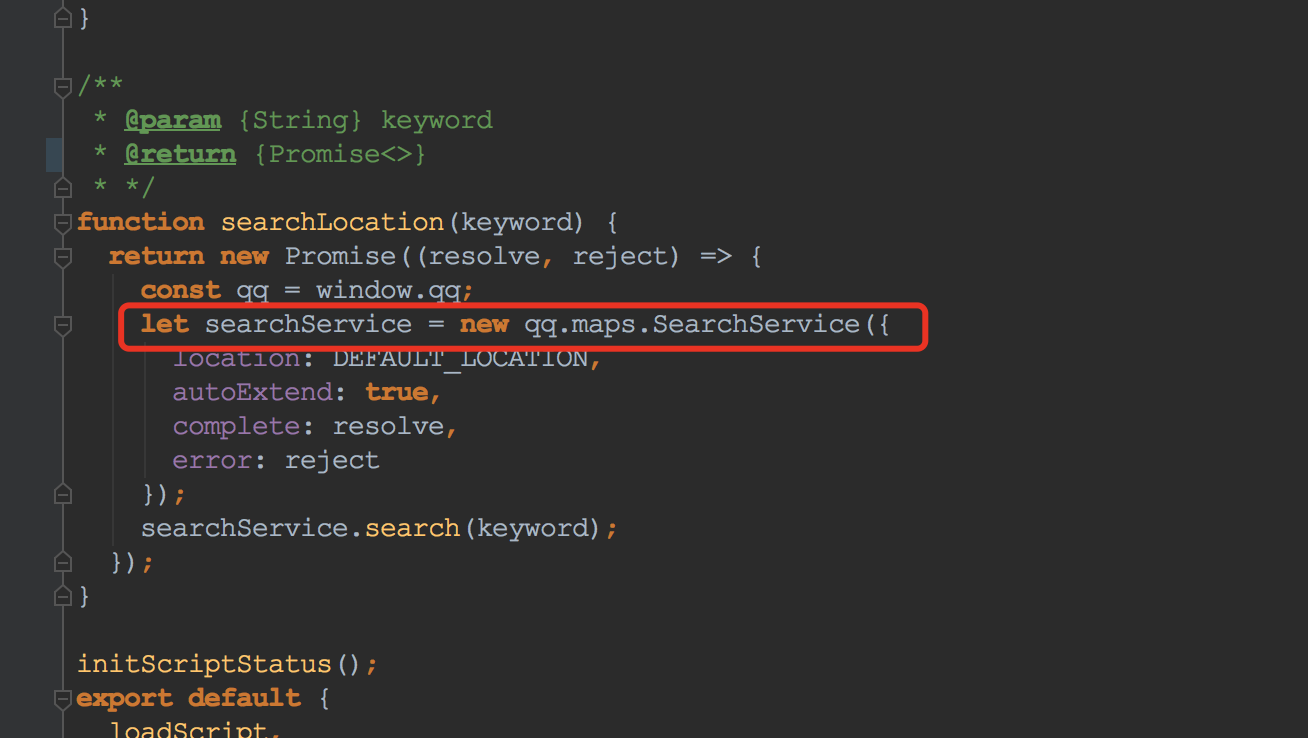 }
/**
 * @param {String} keyword
 * @return {Promise<>}
 * */
function searchLocation(keyword) {
  return new Promise((resolve, reject) => {
    const qq = window.qq;
    let searchService = new qq.maps.SearchService({
      location: DEFAULT_LOCATION,
      autoExtend: true,
      complete: resolve,
      error: reject
    });
    searchService.search(keyword);
  });
}
initScriptStatus();
export default {
  loadScript,